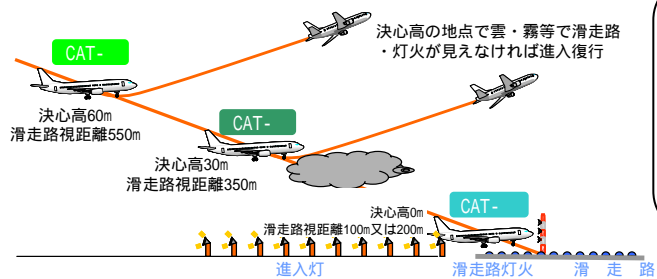 決心高の地点で雲・霧等で滑走路
・灯火が見えなければ進入復行
CAT-
決心高60m
滑走路視距離550m
CAT-
決心高30m
滑走路視距離350m
CAT-
決心高0m
滑走路視距離100m又は200m
進入灯
滑走路灯火
滑走路